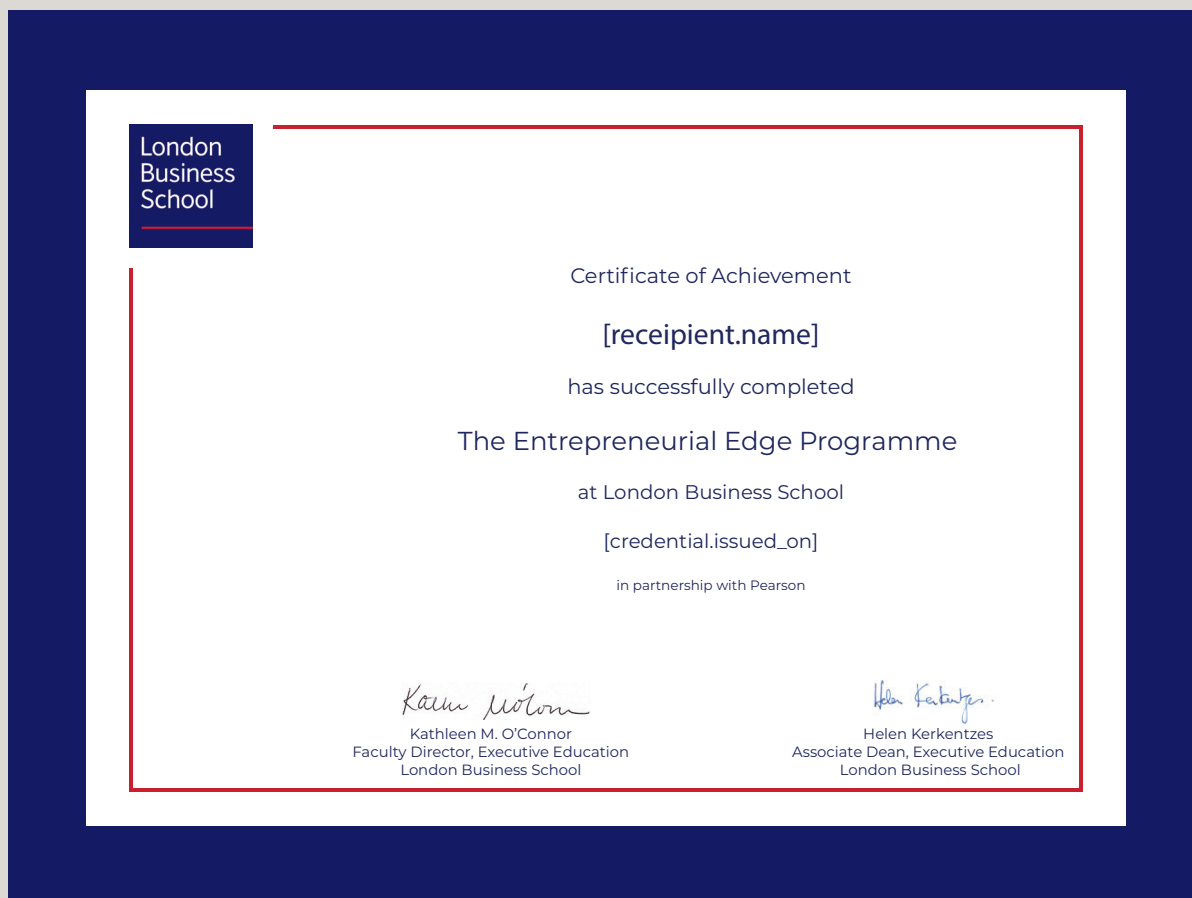 London
Business
School
Certificate of Achievement
[receipient.name]
has successfully completed
The Entrepreneurial Edge Programme
at London Business School
[credential.issued_on]
in partnership with Pearson
Kathleen M. O'Connor
Faculty Director, Executive Education
London Business School
Helen Kerkentzes.
Helen Kerkentzes
Associate Dean, Executive Education
London Business School